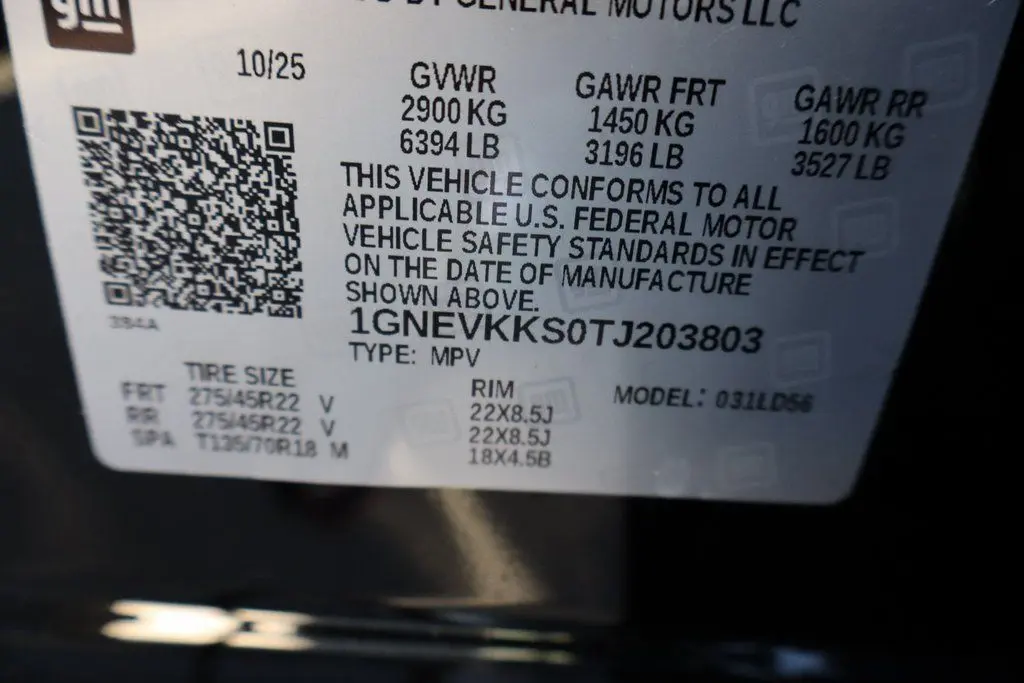 gm
BY GENERAL MOTORS LLC
10/25
GVWR
2900 KG
6394 LB
GAWR FRT
1450 KG
3196 LB
GAWR RR
1600 KG
3527 LB
THIS VEHICLE CONFORMS TO ALL
APPLICABLE U.S. FEDERAL MOTOR
VEHICLE SAFETY STANDARDS IN EFFECT
ON THE DATE OF MANUFACTURE
SHOWN ABOVE.
394A
1GNEVKKS0TJ203803
TYPE: MPV
TIRE SIZE
RIM
MODEL: 031LD56
FRT 275/45R22 V 22X8.5J
RR 275/45R22 V 22X8.5J
SPA T135/70R18 M 18X4.5B